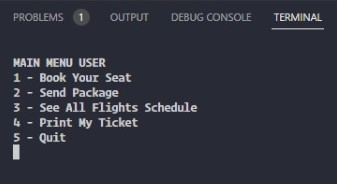 PROBLEMS 1 OUTPUT DEBUG CONSOLE TERMINAL
MAIN MENU USER
1 - Book Your Seat
2 - Send Package
3 - See All Flights Schedule
4 - Print My Ticket
5 - Quit